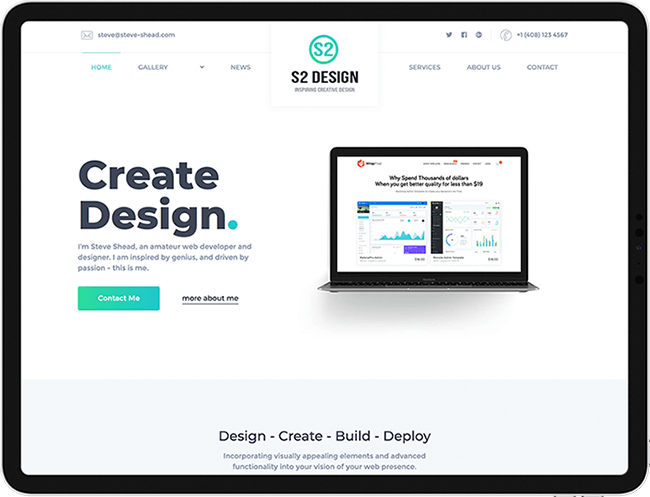 steve@steve-shead.com
+1 (408) 123 4567
S2
S2 DESIGN
INSPIRING CREATIVE DESIGN
HOME GALLERY NEWS SERVICES ABOUT US CONTACT
Create
Design.
I'm Steve Shead, an amateur web developer and
designer. I am inspired by genius, and driven by
passion - this is me.
Contact Me more about me
Why Spend Thousands of dollars
When you get better quality for less than $19
Design - Create - Build - Deploy
Incorporating visually appealing elements and advanced
functionality into your vision of your web presence.